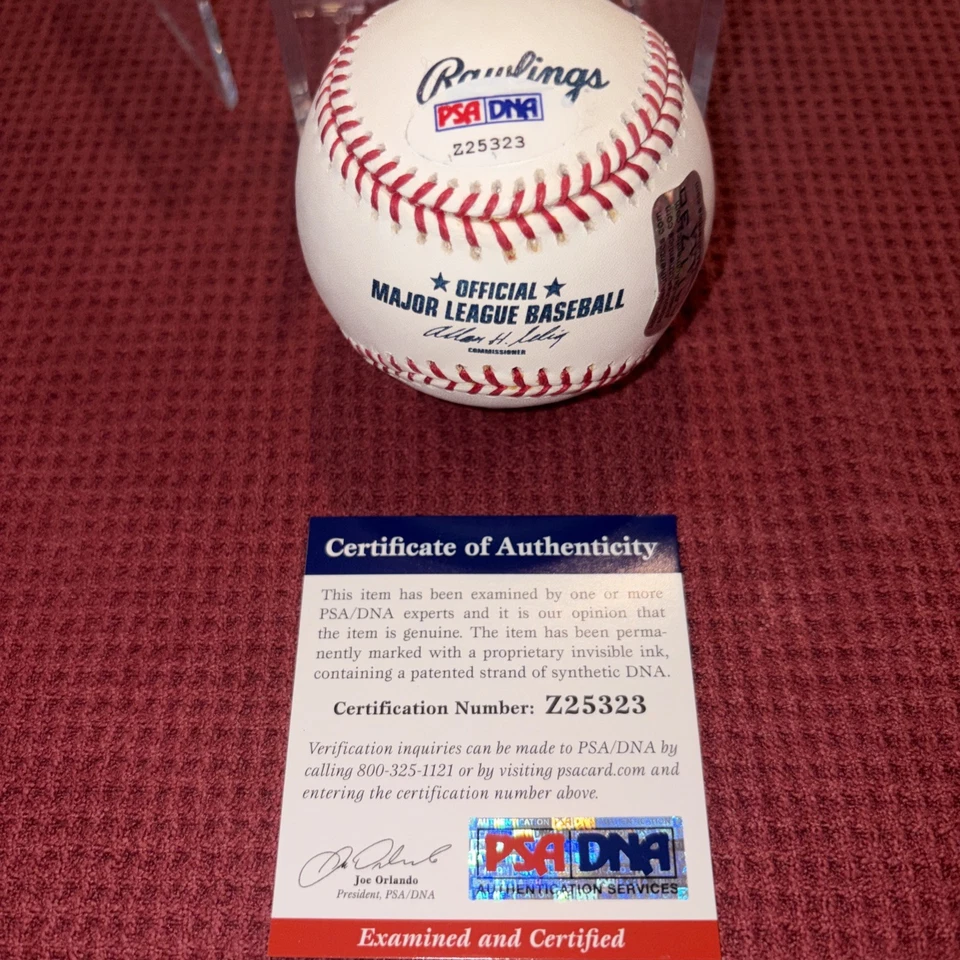 Rawlings
PSA DNA
Z25323
OFFICIAL
MAJOR LEAGUE BASEBALL
Allan H. Selig
COMMISSIONER
Certificate of Authenticity
This item has been examined by one or more
PSA/DNA experts and it is our opinion that
the item is genuine. The item has been perma-
nently marked with a proprietary invisible ink,
containing a patented strand of synthetic DNA.
Certification Number: Z25323
Verification inquiries can be made to PSA/DNA by
calling 800-325-1121 or by visiting psacard.com and
entering the certification number above.
Joe Orlando
President, PSA/DNA
PSA DNA
AUTHENTICATION SERVICES
Examined and Certified